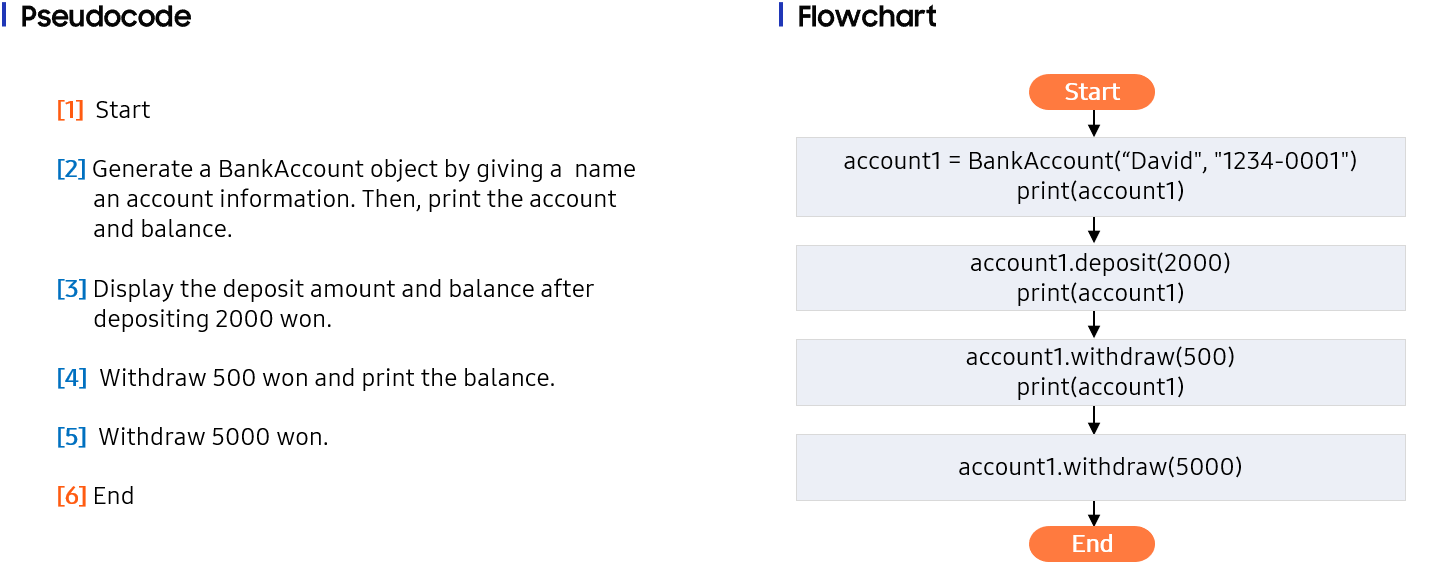 Pseudocode
[1] Start
[2] Generate a BankAccount object by giving a name
an account information. Then, print the account
and balance.
[3] Display the deposit amount and balance after
depositing 2000 won.
[4] Withdraw 500 won and print the balance.
[5] Withdraw 5000 won.
[6] End
Flowchart
Start
account1 = BankAccount(“David", "1234-0001")
print(account1)
account1.deposit(2000)
print(account1)
account1.withdraw(500)
print(account1)
account1.withdraw(5000)
End